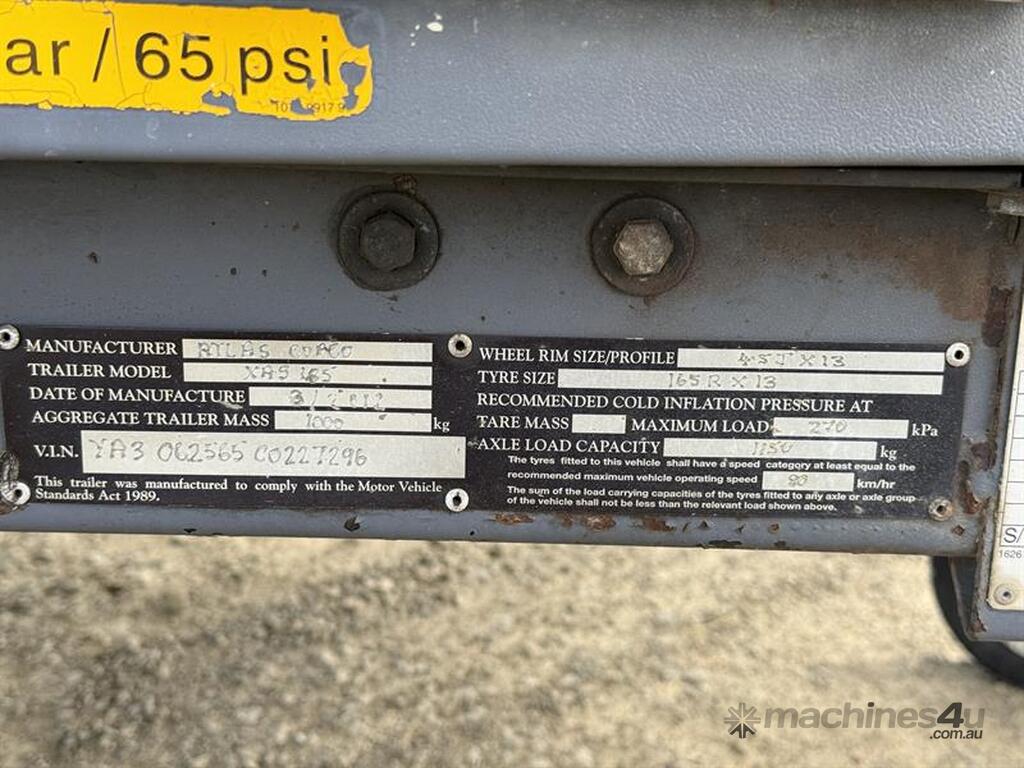 ar / 65 psi
MANUFACTURER ATLAS COPCO
TRAILER MODEL XAS 185
DATE OF MANUFACTURE
AGGREGATE TRAILER MASS 1000 kg
V.I.N. YA3 062565 C0227296
This trailer was manufactured to comply with the Motor Vehicle
Standards Act 1989.
WHEEL RIM SIZE/PROFILE 4.5J X 13
TYRE SIZE 165 R X 13
RECOMMENDED COLD INFLATION PRESSURE AT
TARE MASS MAXIMUM LOAD 270 kPa
AXLE LOAD CAPACITY 1150 kg
The tyres fitted to this vehicle shall have a speed category at least equal to the
recommended maximum vehicle operating speed 80 km/hr
The sum of the load carrying capacities of the tyres fitted to any axle or axle group
of the vehicle shall not be less than the relevant load shown above.
S/
1626
machines4u
.com.au